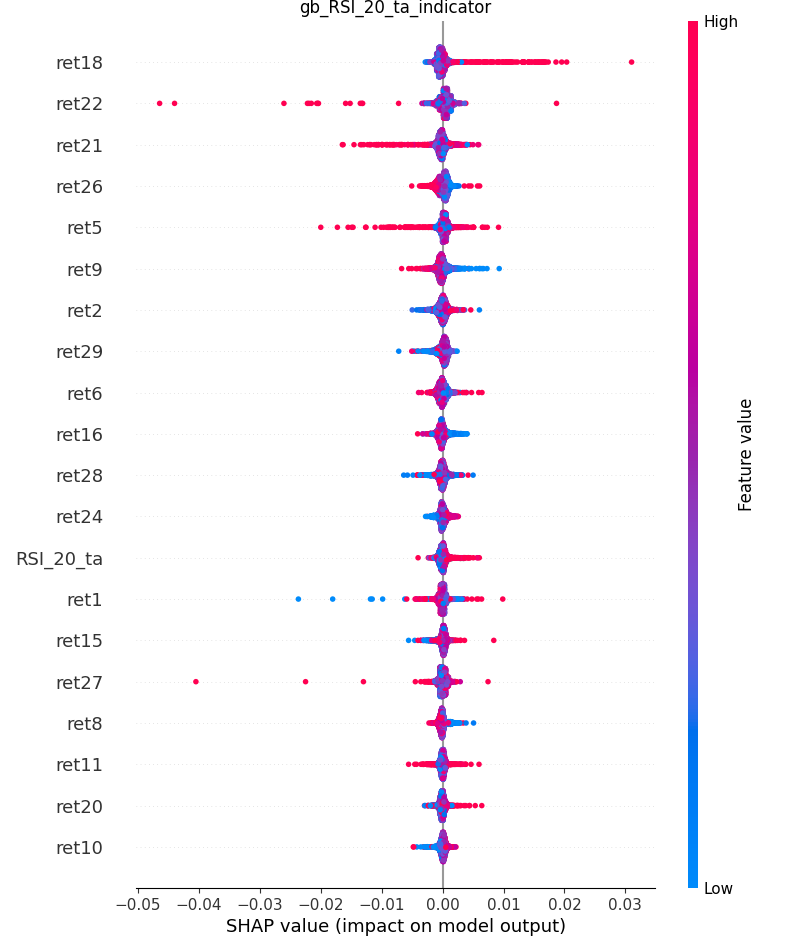 gb_RSI_20_ta_indicator
High
ret18
ret22
ret21
ret26
ret5
ret9
ret2
ret29
ret6
ret16
ret28
ret24
RSI_20_ta
ret1
ret15
ret27
ret8
ret11
ret20
ret10
Feature value
Low
−0.05 −0.04 −0.03 −0.02 −0.01 0.00 0.01 0.02 0.03
SHAP value (impact on model output)